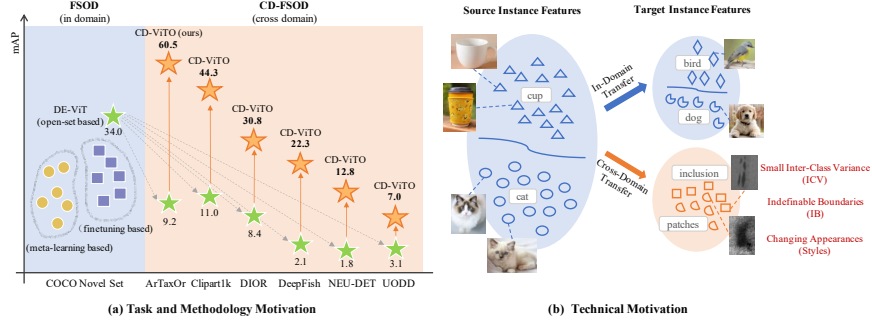 FSOD
(in domain)
CD-FSOD
(cross domain)
mAP
CD-ViTO (ours)
60.5
CD-ViTO
44.3
CD-ViTO
30.8
CD-ViTO
22.3
CD-ViTO
12.8
CD-ViTO
7.0
DE-ViT
(open-set based)
34.0
(finetuning based)
(meta-learning based)
9.2
11.0
8.4
2.1
1.8
3.1
COCO Novel Set
ArTaxOr
Clipart1k
DIOR
DeepFish
NEU-DET
UODD
(a) Task and Methodology Motivation
Source Instance Features
Target Instance Features
cup
cat
In-Domain
Transfer
Cross-Domain
Transfer
bird
dog
inclusion
patches
Small Inter-Class Variance
(ICV)
Indefinable Boundaries
(IB)
Changing Appearances
(Styles)
(b) Technical Motivation